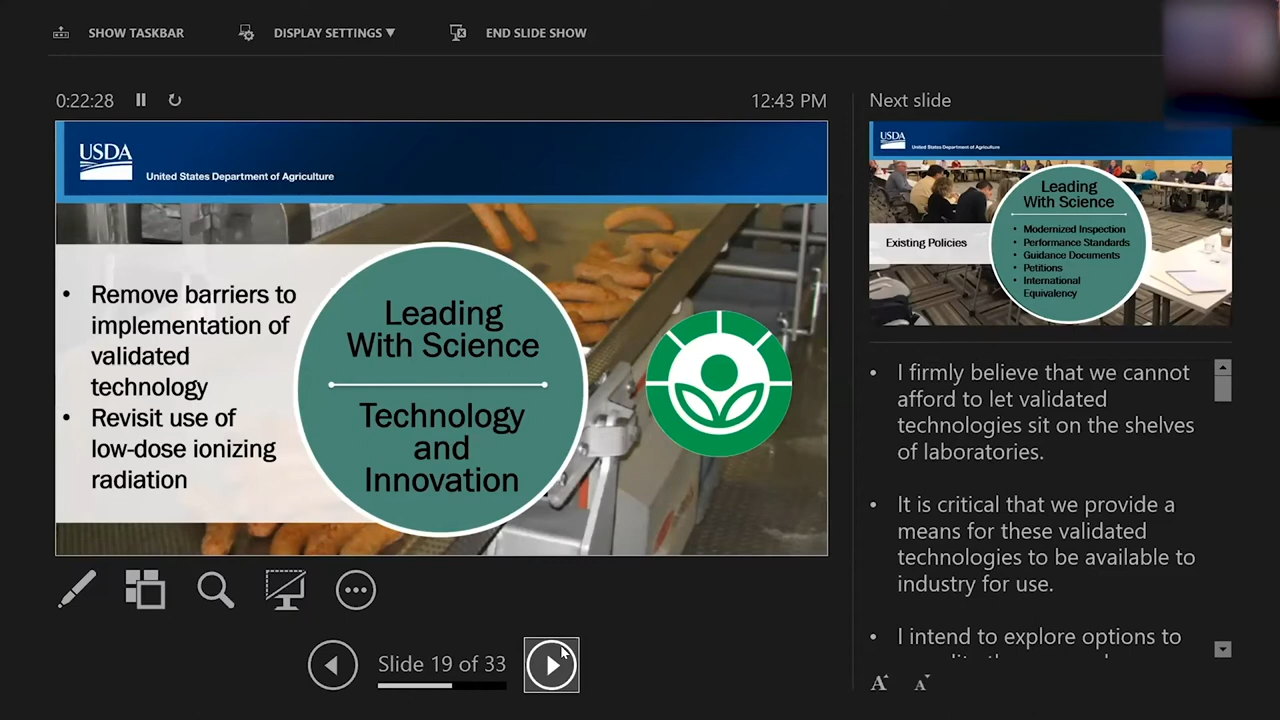 SHOW TASKBAR
DISPLAY SETTINGS ▼
END SLIDE SHOW
0:22:28
12:43 PM
USDA
United States Department of Agriculture
• Remove barriers to
implementation of
validated
technology
• Revisit use of
low-dose ionizing
radiation
Leading
With Science
Technology
and
Innovation
Slide 19 of 33
Next slide
USDA
United States Department of Agriculture
Existing Policies
Leading
With Science
• Modernized Inspection
• Performance Standards
• Guidance Documents
• Petitions
• International
Equivalency
• I firmly believe that we cannot
afford to let validated
technologies sit on the shelves
of laboratories.
• It is critical that we provide a
means for these validated
technologies to be available to
industry for use.
• I intend to explore options to
A A